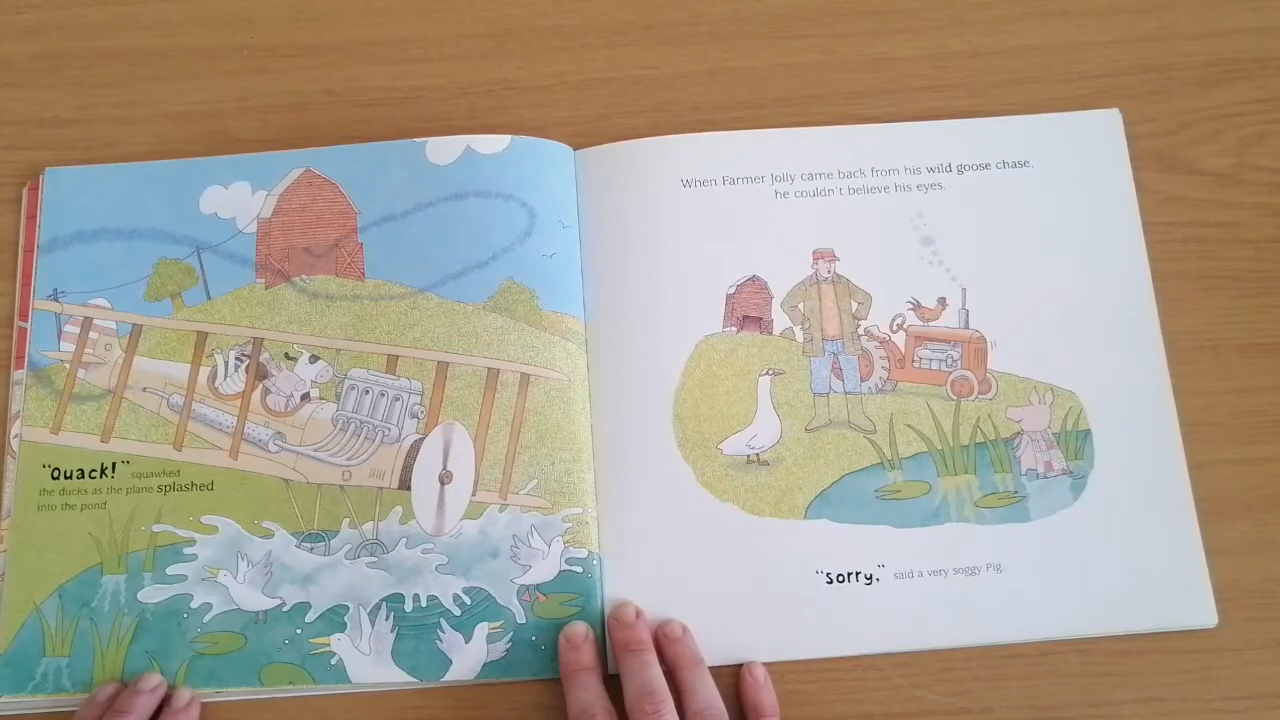 "Quack!" squawked
the ducks as the plane splashed
into the pond
When Farmer Jolly came back from his wild goose chase,
he couldn't believe his eyes.
"sorry," said a very soggy Pig.